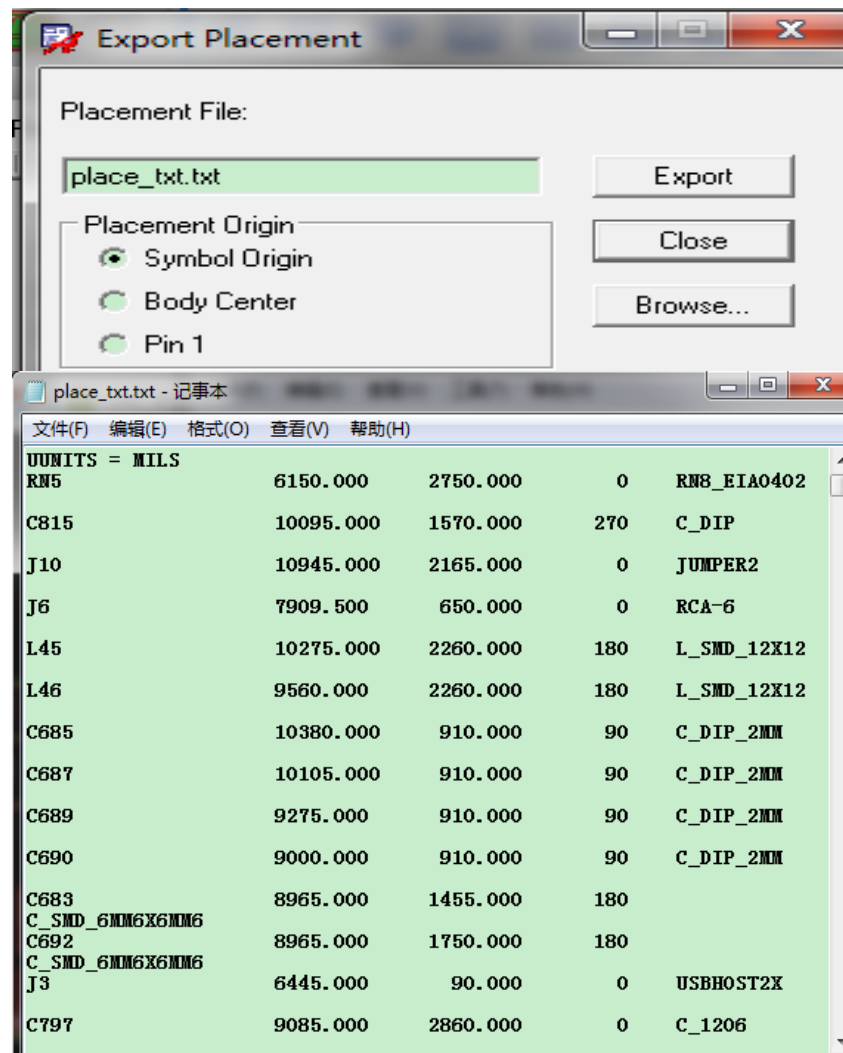 Export Placement
Placement File:
place_txt.txt
Export
Placement Origin
Close
Symbol Origin
Body Center
Browse...
Pin 1
place_txt.txt - 记事本
文件(F) 编辑(E) 格式(O) 查看(V) 帮助(H)
UUNITS = MILS
RN5 6150.000 2750.000 0 RN8_EIA0402
C815 10095.000 1570.000 270 C_DIP
J10 10945.000 2165.000 0 JUMPER2
J6 7909.500 650.000 0 RCA-6
L45 10275.000 2260.000 180 L_SMD_12X12
L46 9560.000 2260.000 180 L_SMD_12X12
C685 10380.000 910.000 90 C_DIP_2MM
C687 10105.000 910.000 90 C_DIP_2MM
C689 9275.000 910.000 90 C_DIP_2MM
C690 9000.000 910.000 90 C_DIP_2MM
C683 8965.000 1455.000 180
C_SMD_6MM6X6MM6
C692 8965.000 1750.000 180
C_SMD_6MM6X6MM6
J3 6445.000 90.000 0 USBHOST2X
C797 9085.000 2860.000 0 C_1206